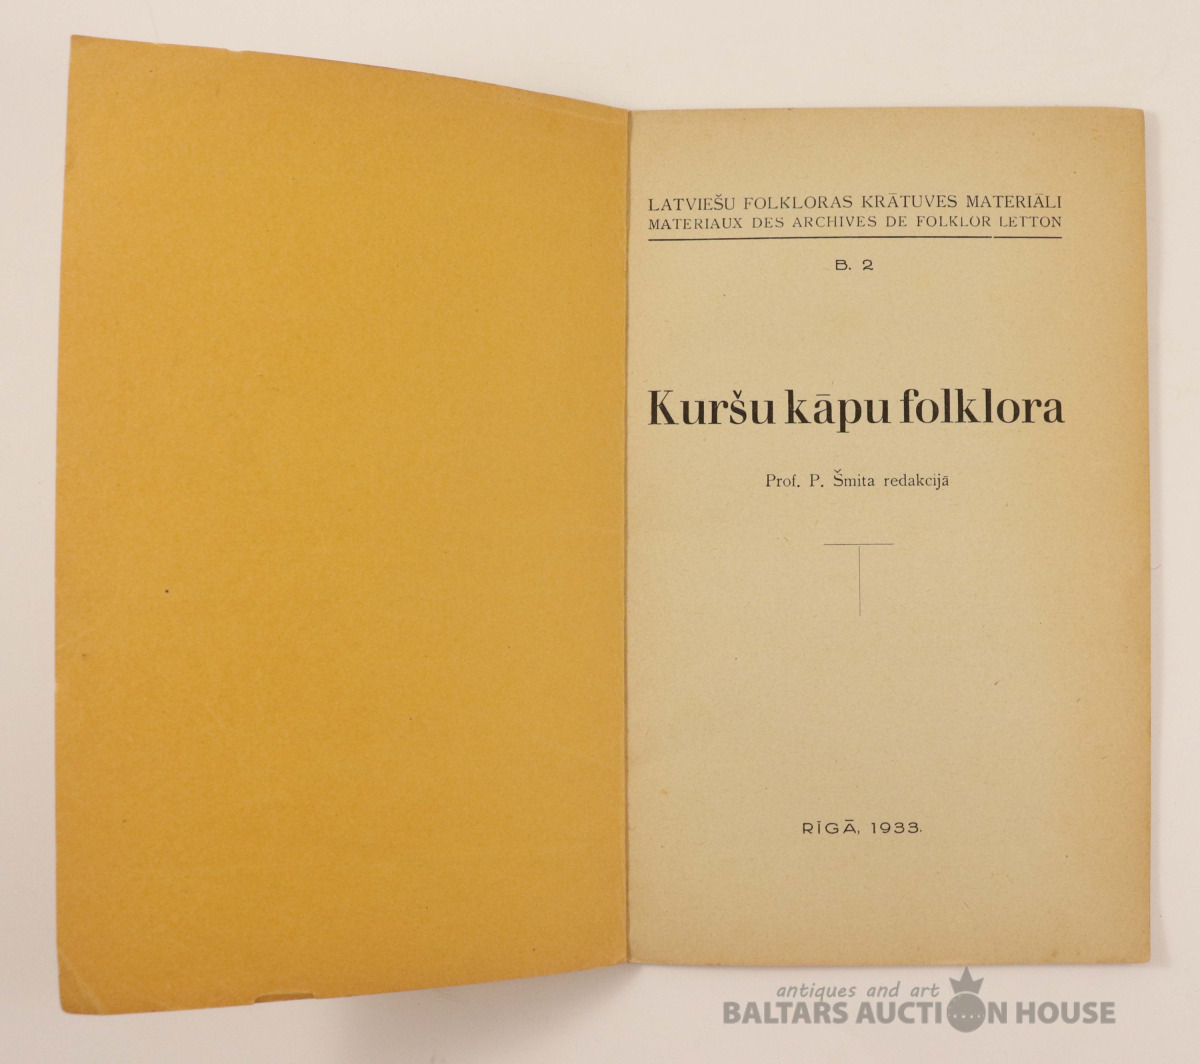 LATVIEŠU FOLKLORAS KRĀTUVES MATERIĀLI
MATERIAUX DES ARCHIVES DE FOLKLOR LETTON
B. 2
Kuršu kāpu folklora
Prof. P. Šmita redakcijā
RĪGĀ, 1933.
antiques and art
BALTARS AUCTION HOUSE